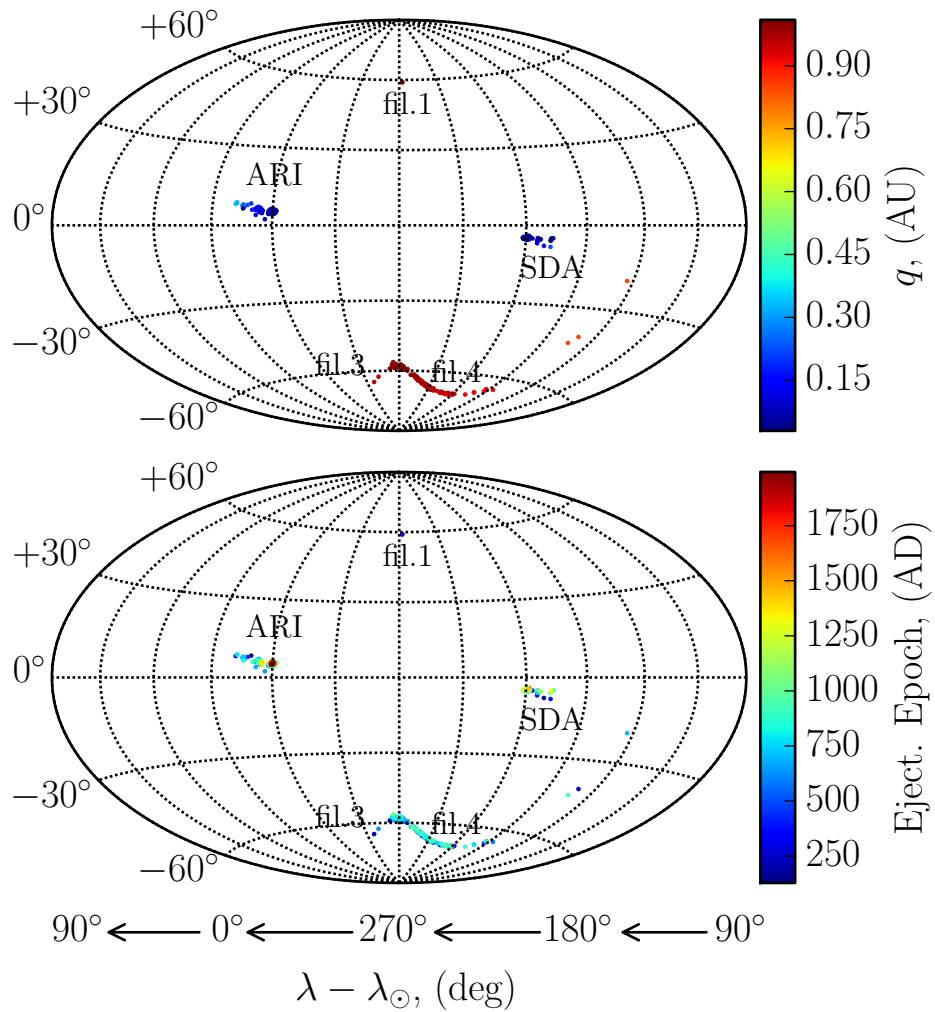 +60°
+30°
0°
−30°
−60°
fil.1
ARI
SDA
fil.3
fil.4
0.90
0.75
0.60
0.45
0.30
0.15
q, (AU)
+60°
+30°
0°
−30°
−60°
fil.1
ARI
SDA
fil.3
fil.4
1750
1500
1250
1000
750
500
250
Eject. Epoch, (AD)
90° 0° 270° 180° 90°
λ − λ☉, (deg)